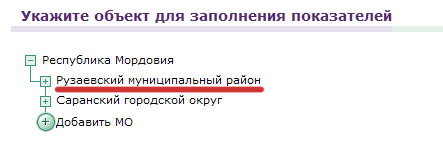 Укажите объект для заполнения показателей
Республика Мордовия
Рузаевский муниципальный район
Саранский городской округ
Добавить МО